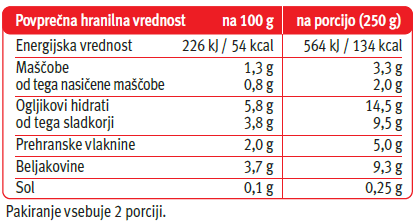 Povprečna hranilna vrednost na 100 g na porcijo (250 g)
Energijska vrednost 226 kJ / 54 kcal 564 kJ / 134 kcal
Maščobe 1,3 g 3,3 g
od tega nasičene maščobe 0,8 g 2,0 g
Ogljikovi hidrati 5,8 g 14,5 g
od tega sladkorji 3,8 g 9,5 g
Prehranske vlaknine 2,0 g 5,0 g
Beljakovine 3,7 g 9,3 g
Sol 0,1 g 0,25 g
Pakiranje vsebuje 2 porciji.